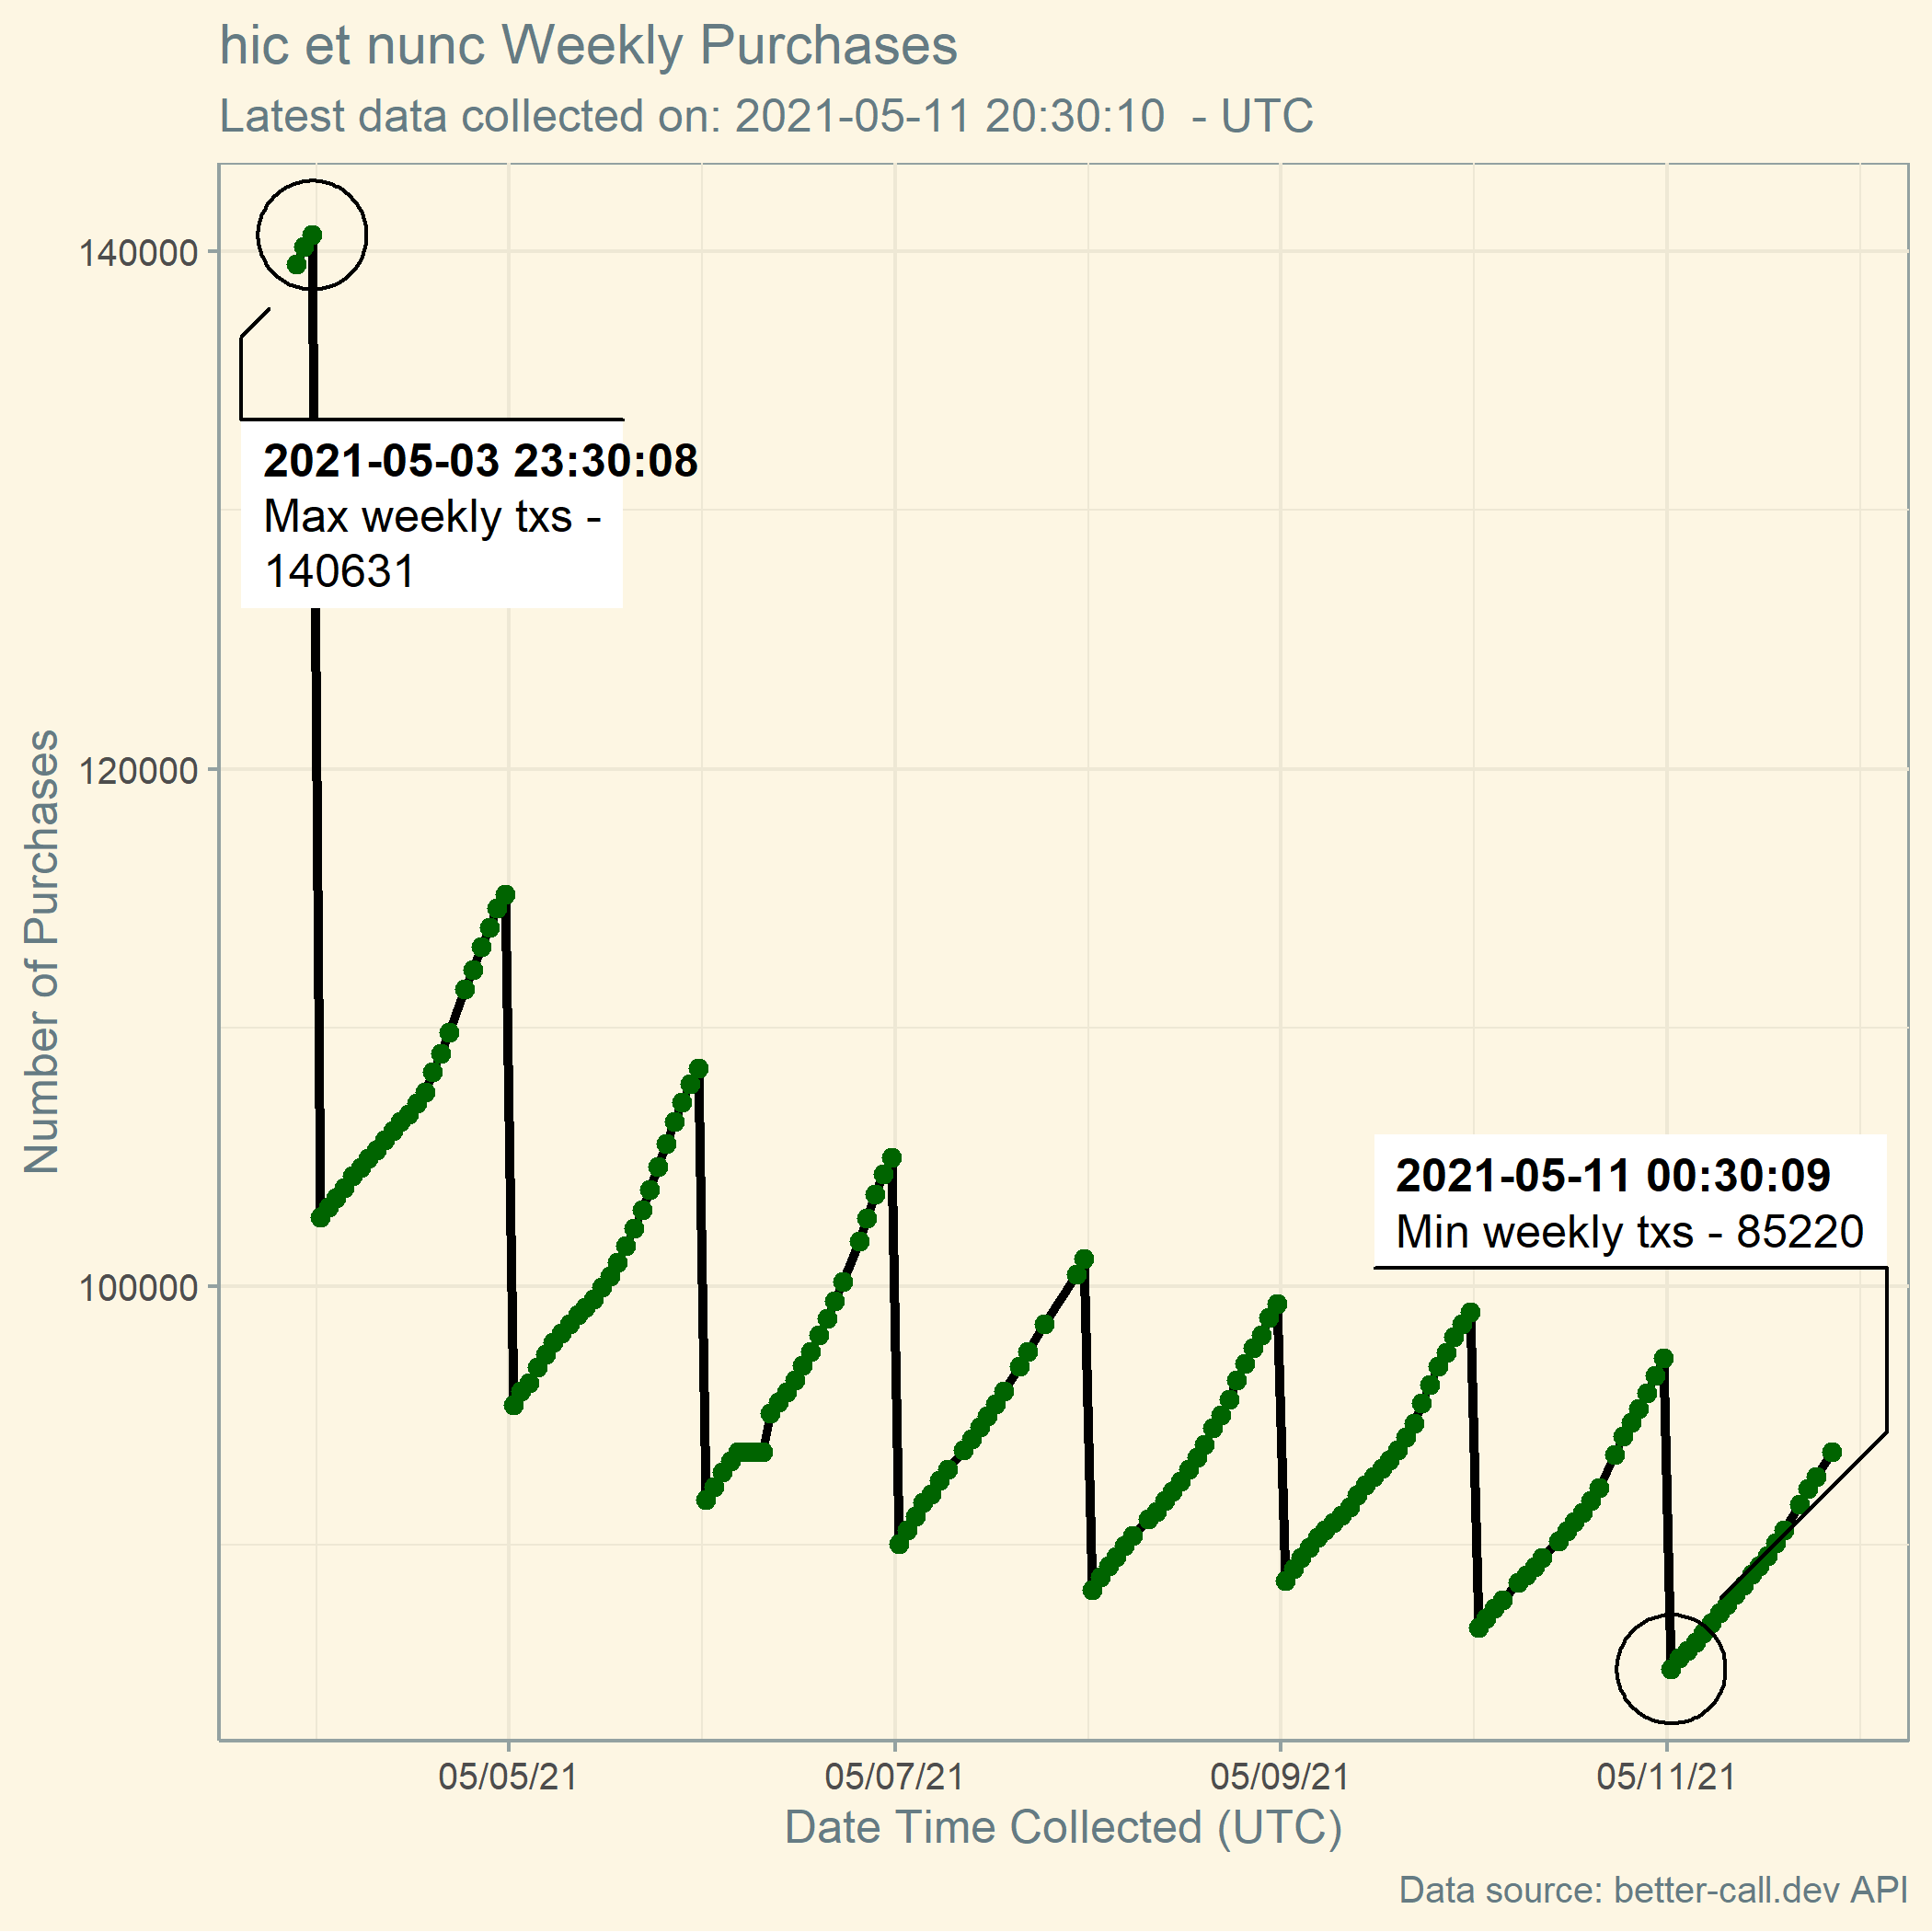 hic et nunc Weekly Purchases
Latest data collected on: 2021-05-11 20:30:10  - UTC
140000
120000
100000
Number of Purchases
2021-05-03 23:30:08
Max weekly txs -
140631
2021-05-11 00:30:09
Min weekly txs - 85220
05/05/21
05/07/21
05/09/21
05/11/21
Date Time Collected (UTC)
Data source: better-call.dev API